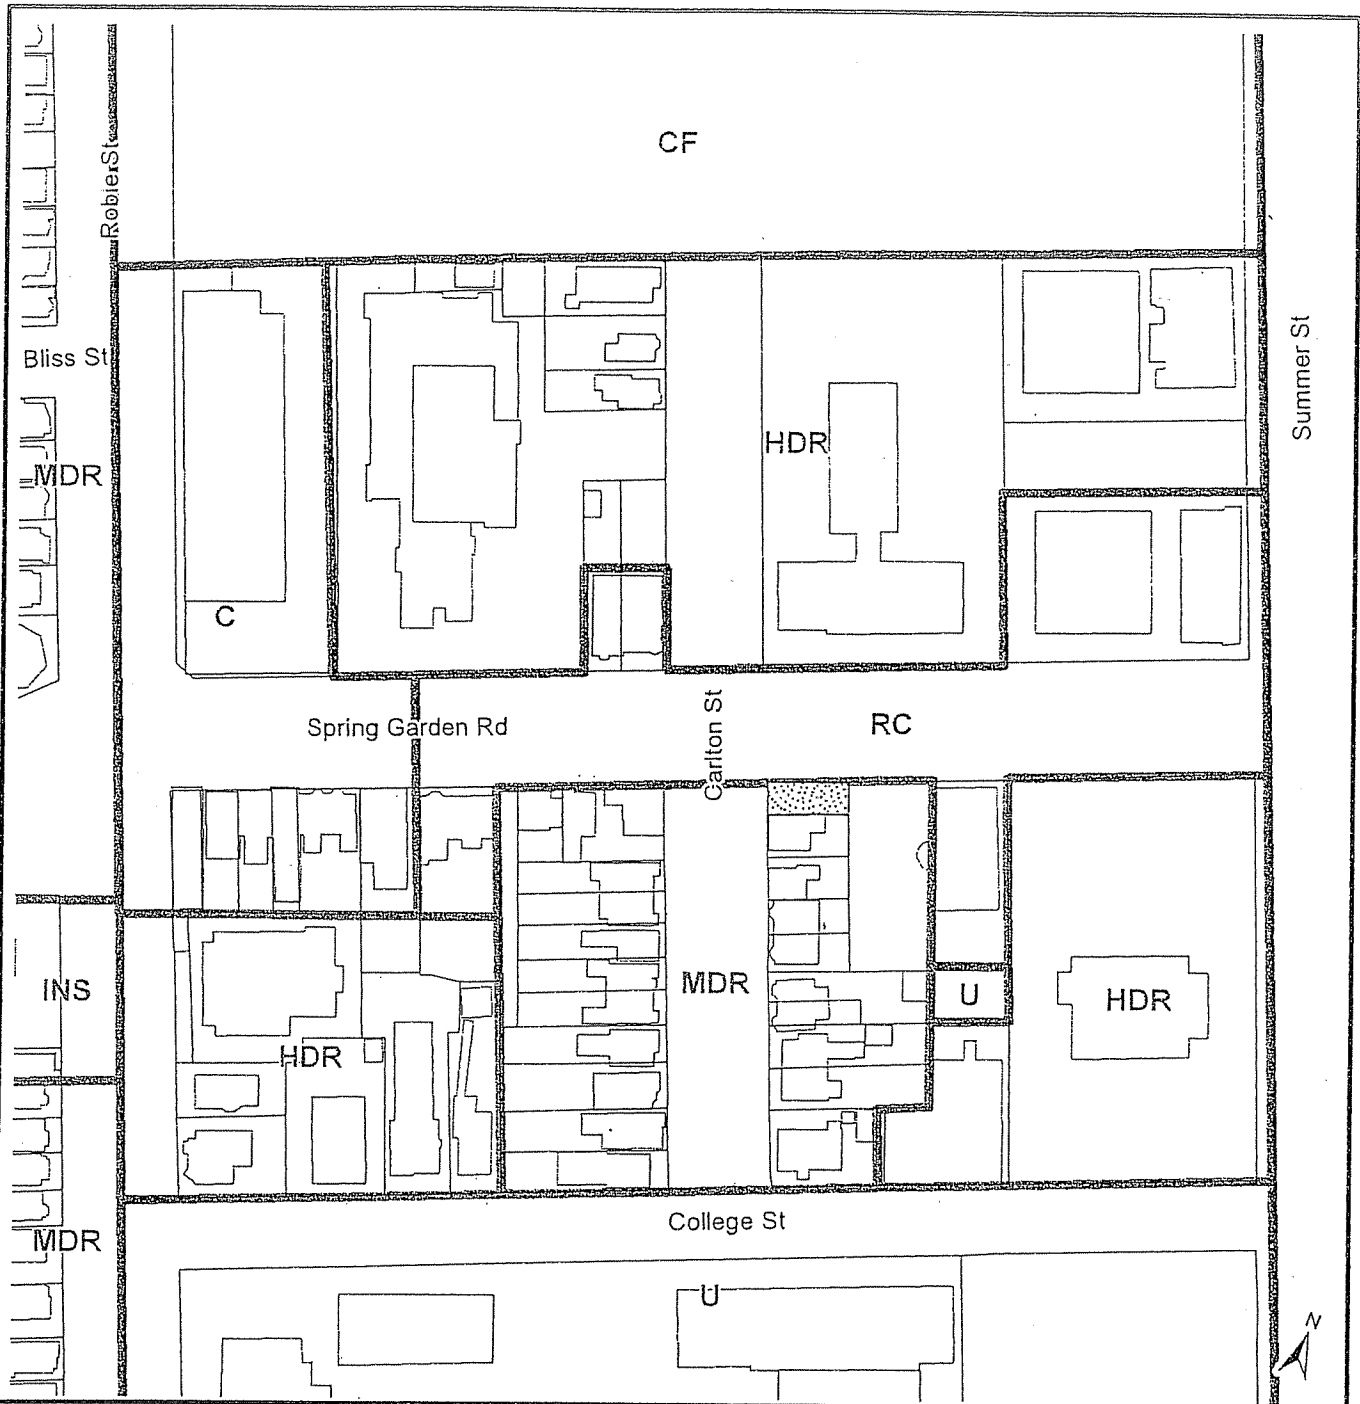 CF
Robie St
Bliss St
Summer St
HDR
MDR
C
Spring Garden Rd
Carlton St
RC
INS
MDR
U
HDR
HDR
MDR
College St
U
N